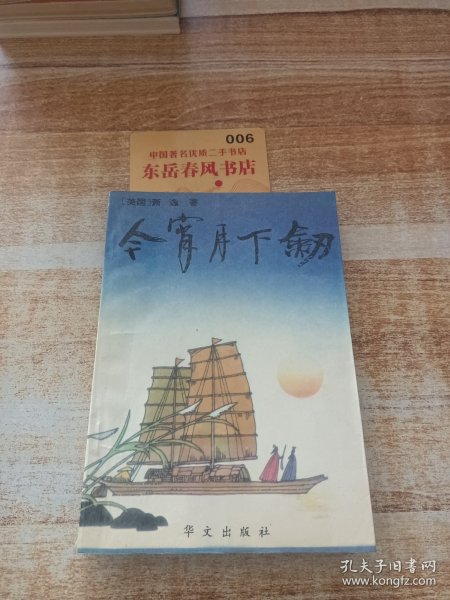 006
中国著名优质二手书店
东岳春风书店
[美国]萧 逸 著
今宵月下剑
华文出版社
孔夫子旧书网
www.kongfz.com